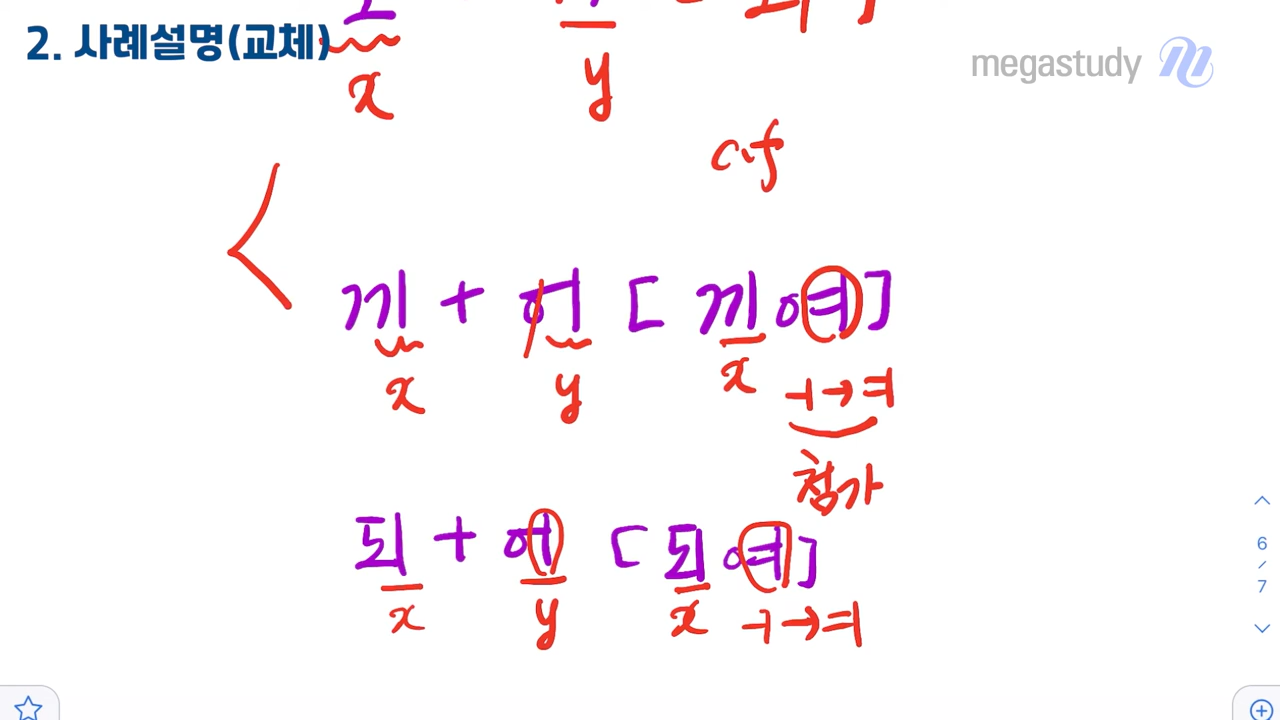 2. 사례설명(교체)
megastudy
x y
cf
끼 + 어 [ 끼여 ]
x y x ㅓ→ㅕ
첨가
되 + 어 [ 되여 ]
x y x ㅓ→ㅕ
6
/
7